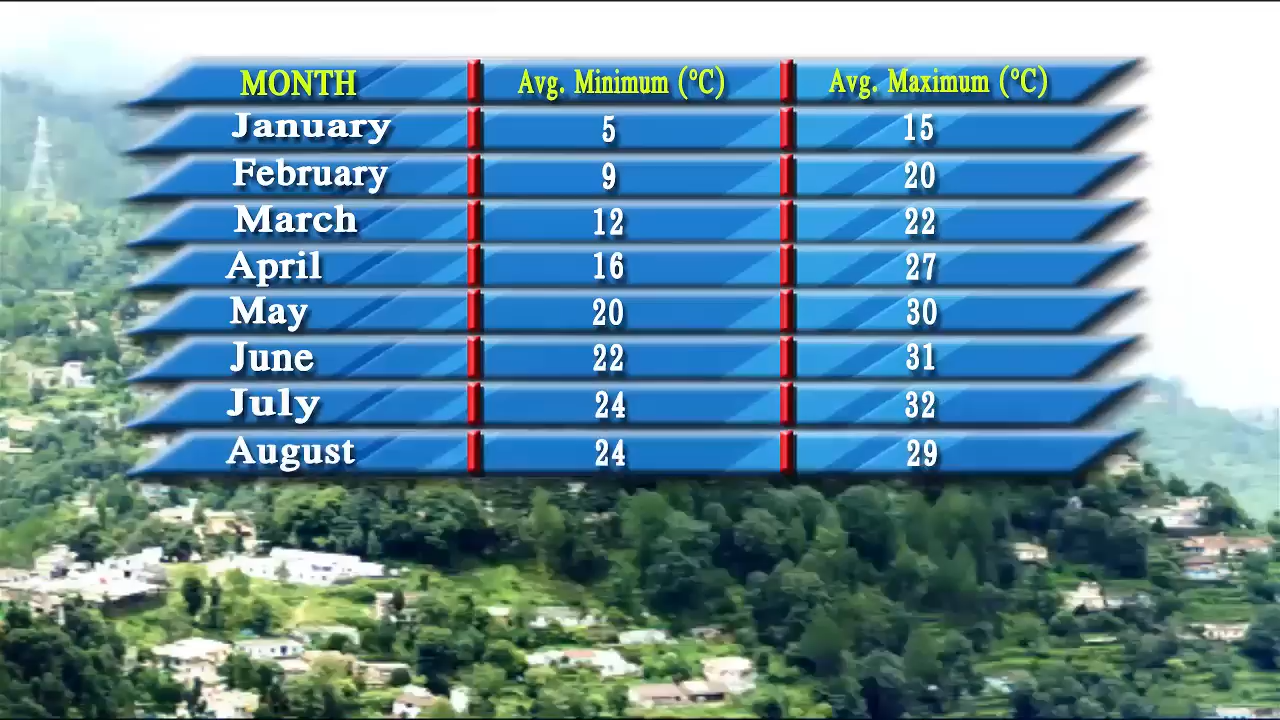 MONTH Avg. Minimum (°C) Avg. Maximum (°C)
January 5 15
February 9 20
March 12 22
April 16 27
May 20 30
June 22 31
July 24 32
August 24 29